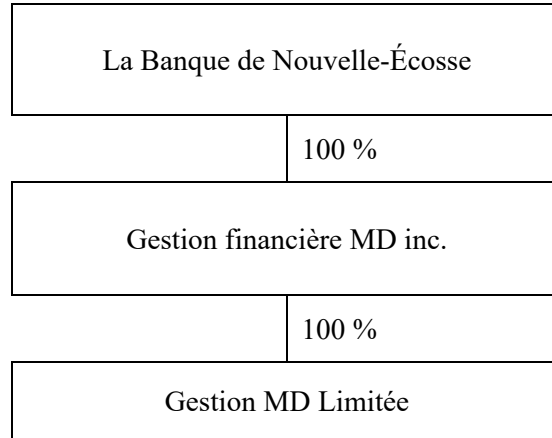 La Banque de Nouvelle-Écosse
100 %
Gestion financière MD inc.
100 %
Gestion MD Limitée